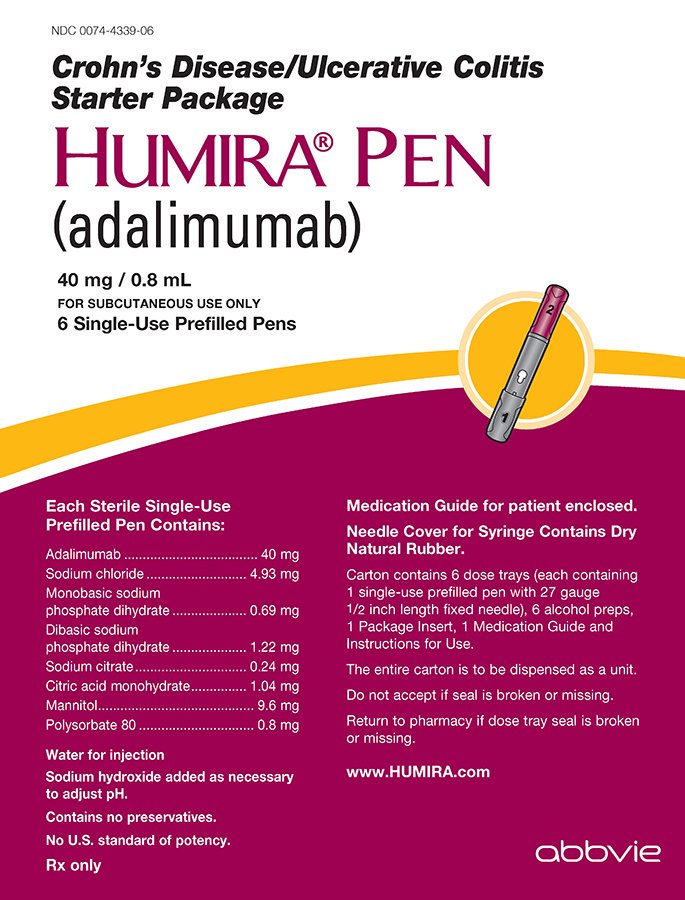 NDC 0074-4339-06
Crohn's Disease/Ulcerative Colitis
Starter Package
HUMIRA® PEN
(adalimumab)
40 mg / 0.8 mL
FOR SUBCUTANEOUS USE ONLY
6 Single-Use Prefilled Pens
2
1
Each Sterile Single-Use
Prefilled Pen Contains:
Adalimumab .................................... 40 mg
Sodium chloride ........................... 4.93 mg
Monobasic sodium
phosphate dihydrate .................... 0.69 mg
Dibasic sodium
phosphate dihydrate .................... 1.22 mg
Sodium citrate .............................. 0.24 mg
Citric acid monohydrate............... 1.04 mg
Mannitol.......................................... 9.6 mg
Polysorbate 80 ............................... 0.8 mg
Water for injection
Sodium hydroxide added as necessary
to adjust pH.
Contains no preservatives.
No U.S. standard of potency.
Rx only
Medication Guide for patient enclosed.
Needle Cover for Syringe Contains Dry
Natural Rubber.
Carton contains 6 dose trays (each containing
1 single-use prefilled pen with 27 gauge
1/2 inch length fixed needle), 6 alcohol preps,
1 Package Insert, 1 Medication Guide and
Instructions for Use.
The entire carton is to be dispensed as a unit.
Do not accept if seal is broken or missing.
Return to pharmacy if dose tray seal is broken
or missing.
www.HUMIRA.com
abbvie